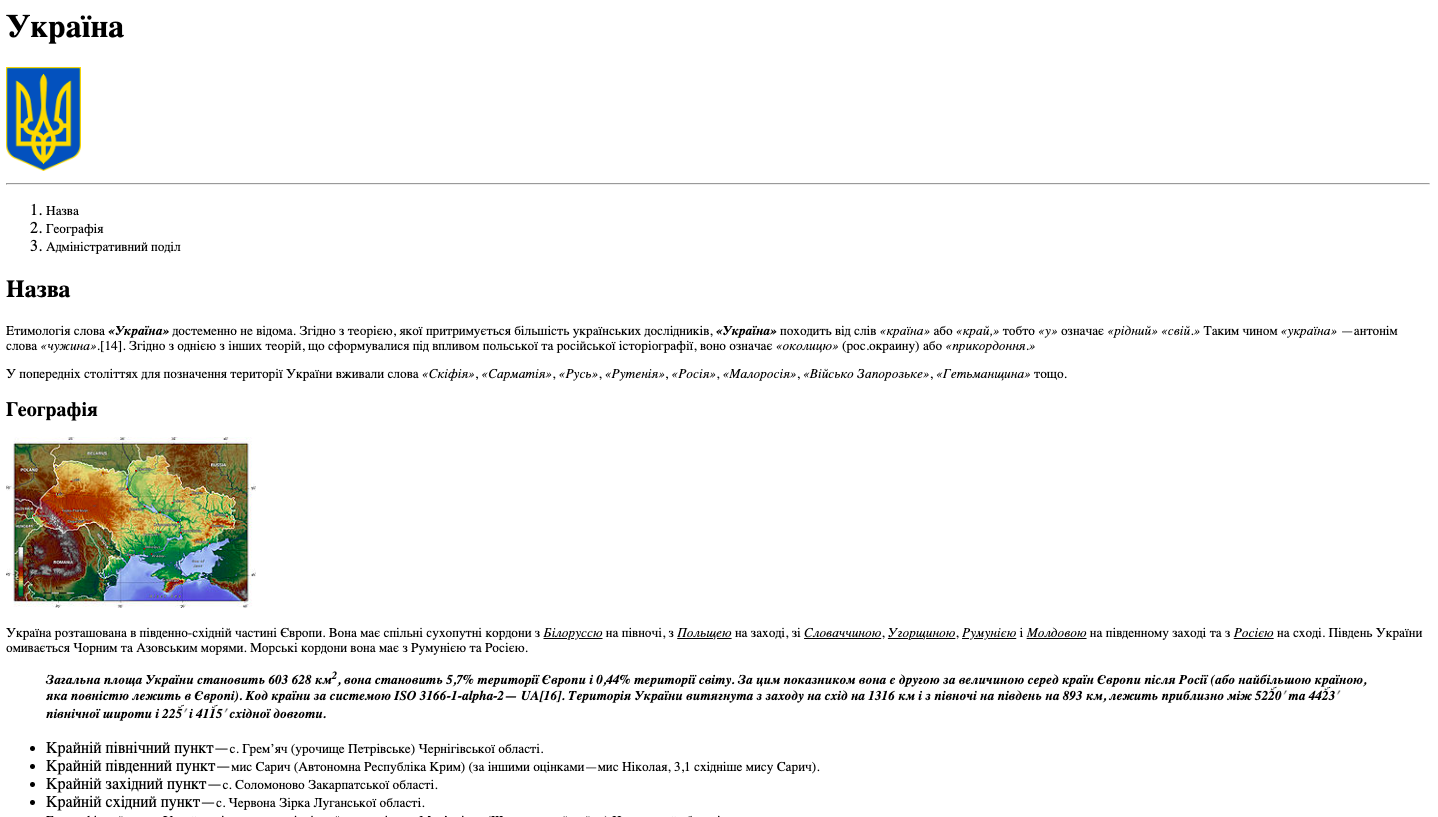 Україна
1. Назва
2. Географія
3. Адміністративний поділ
Назва
Етимологія слова «Україна» достеменно не відома. Згідно з теорією, якої притримується більшість українських дослідників, «Україна» походить від слів «країна» або «край,» тобто «у» означає «рідний» «свій.» Таким чином «україна» —антонім
слова «чужина».[14]. Згідно з однією з інших теорій, що сформувалися під впливом польської та російської історіографії, воно означає «околицю» (рос.окраину) або «прикордоння.»
У попередніх століттях для позначення території України вживали слова «Скіфія», «Сарматія», «Русь», «Рутенія», «Росія», «Малоросія», «Військо Запорозьке», «Гетьманщина» тощо.
Географія
POLAND
BELARUS
RUSSIA
ROMANIA
Україна розташована в південно-східній частині Європи. Вона має спільні сухопутні кордони з Білоруссю на півночі, з Польщею на заході, зі Словаччиною, Угорщиною, Румунією і Молдовою на південному заході та з Росією на сході. Південь України
омивається Чорним та Азовським морями. Морські кордони вона має з Румунією та Росією.
Загальна площа України становить 603 628 км², вона становить 5,7% території Європи і 0,44% території світу. За цим показником вона є другою за величиною серед країн Європи після Росії (або найбільшою країною,
яка повністю лежить в Європі). Код країни за системою ISO 3166-1-alpha-2— UA[16]. Територія України витягнута з заходу на схід на 1316 км і з півночі на південь на 893 км, лежить приблизно між 5220′ та 4423′
північної широти і 225′ і 4115′ східної довготи.
• Крайній північний пункт—с. Грем’яч (урочище Петрівське) Чернігівської області.
• Крайній південний пункт—мис Сарич (Автономна Республіка Крим) (за іншими оцінками—мис Ніколая, 3,1 східніше мису Сарич).
• Крайній західний пункт—с. Соломоново Закарпатської області.
• Крайній східний пункт—с. Червона Зірка Луганської області.